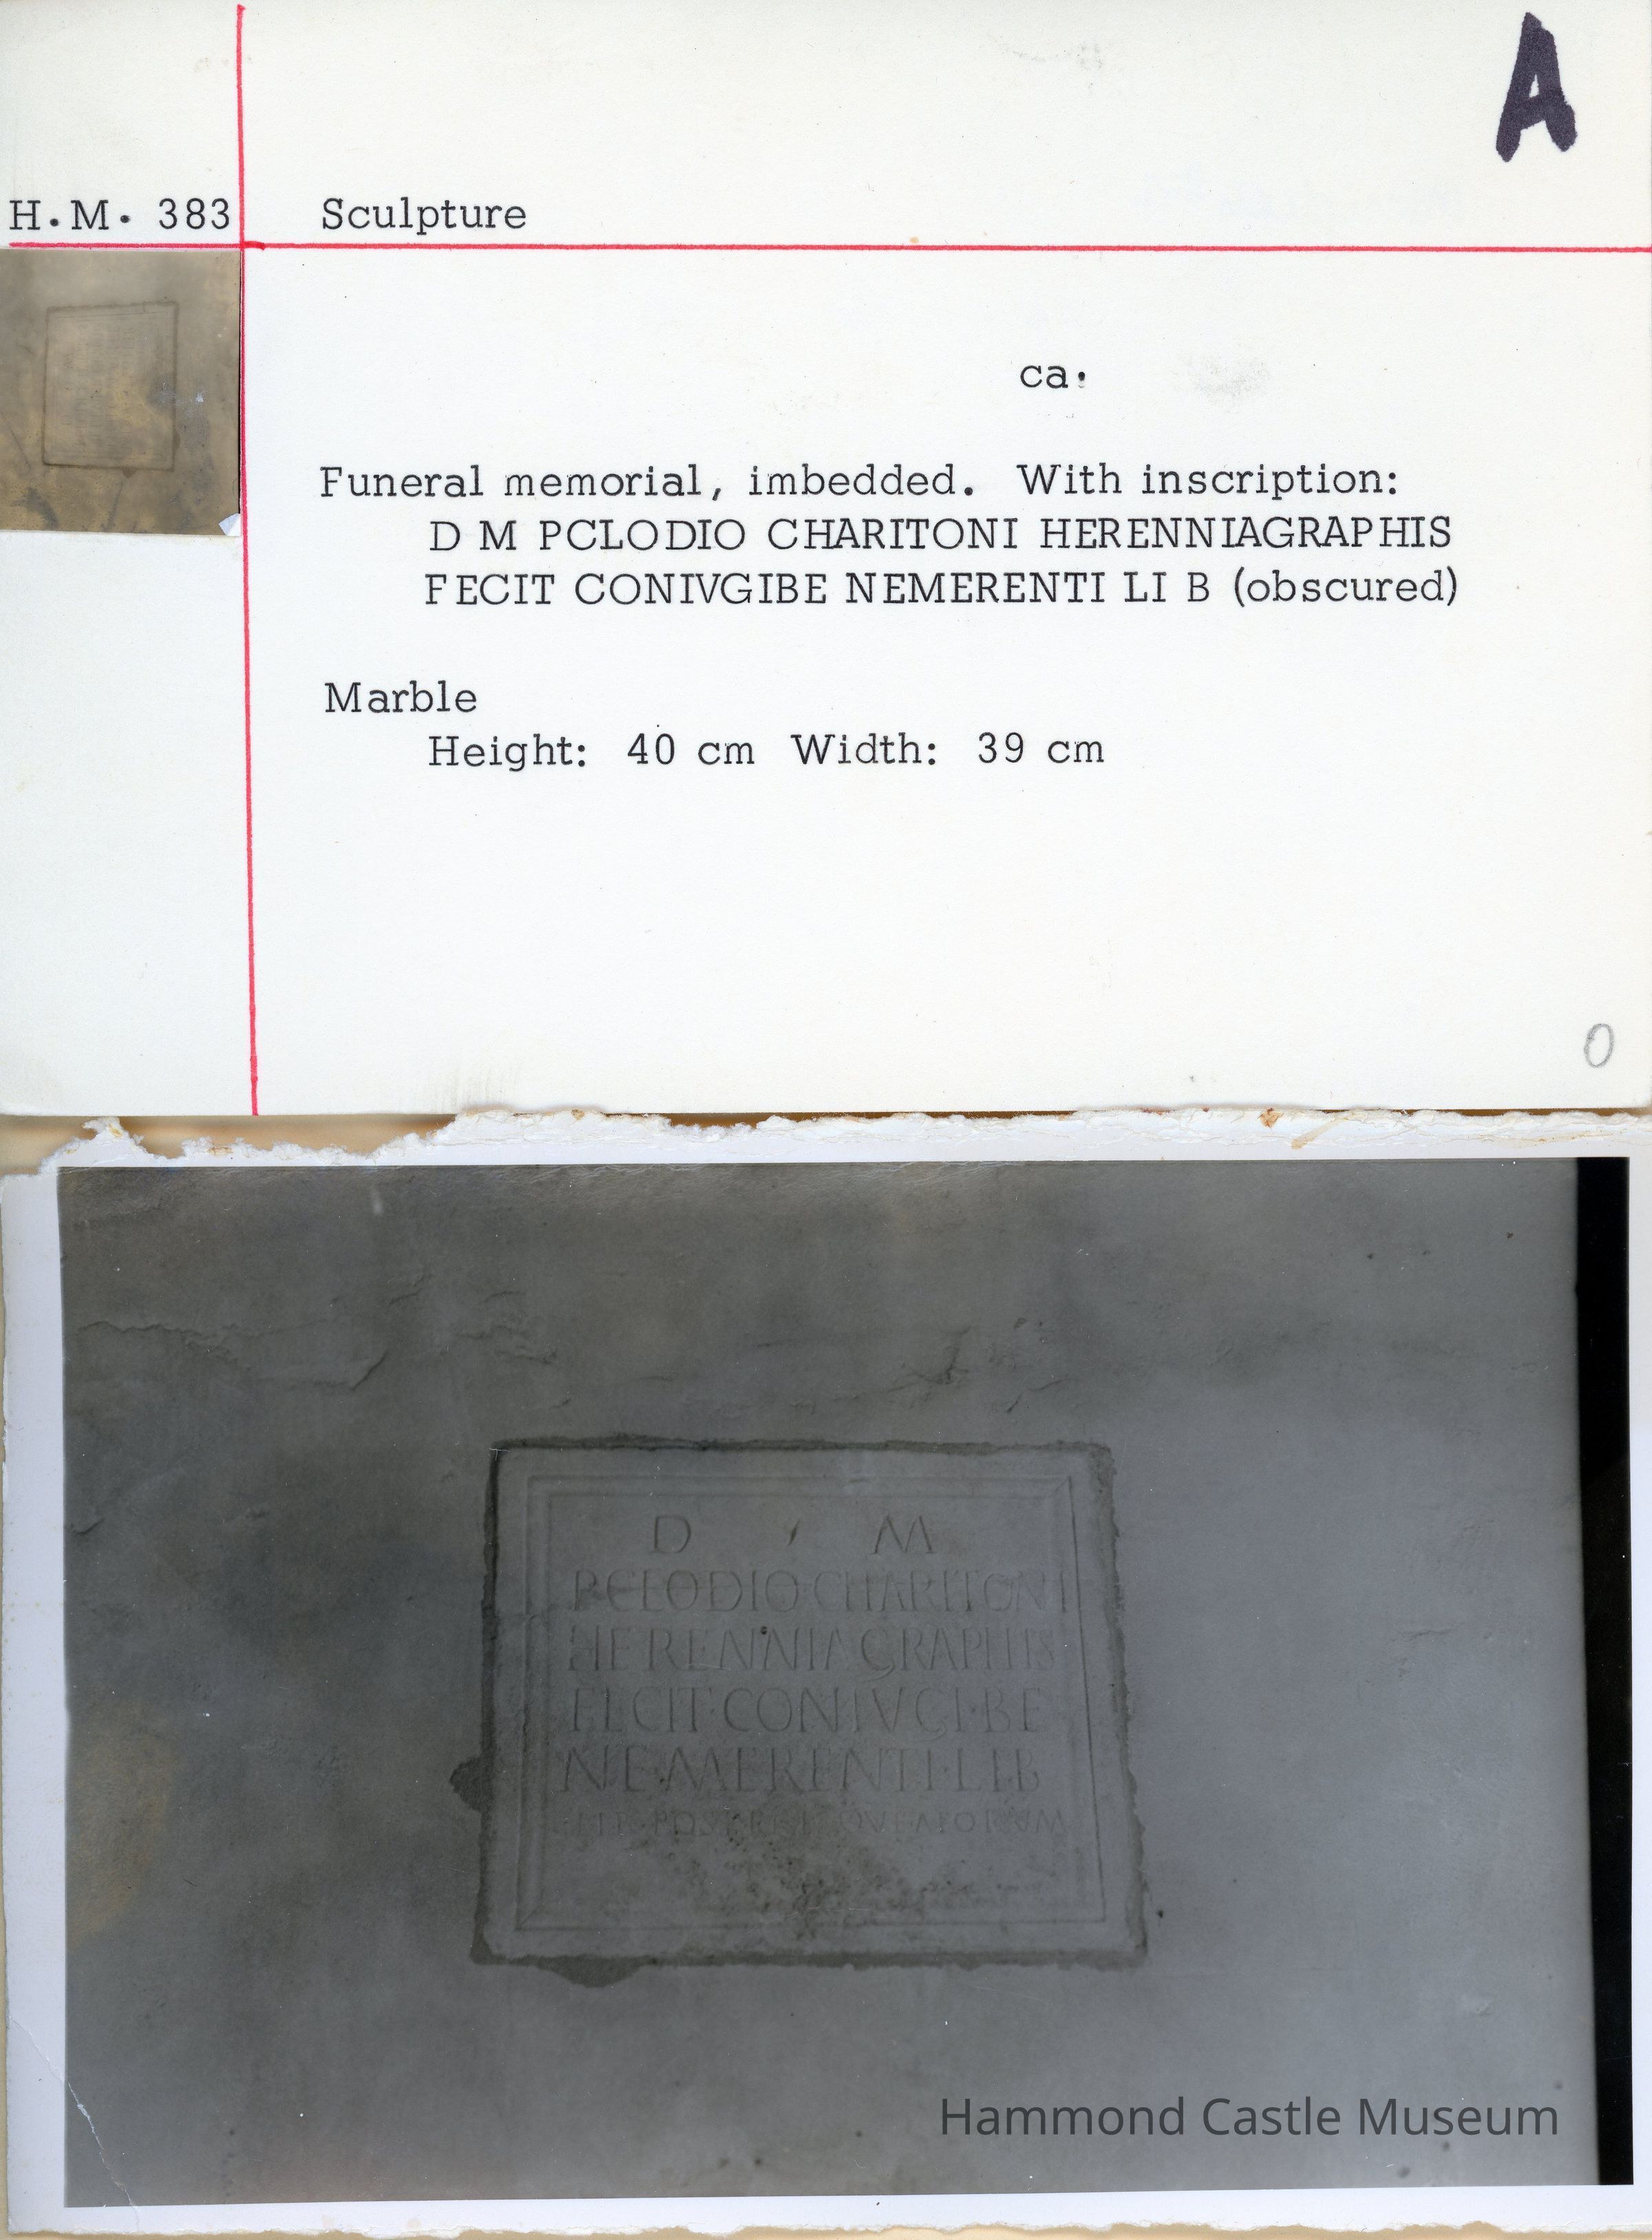 A
H.M. 383 Sculpture
ca.
Funeral memorial, imbedded. With inscription:
D M PCLODIO CHARITONI HERENNIAGRAPHIS
FECIT CONIVGIBE NEMERENTI LI B (obscured)
Marble
Height: 40 cm Width: 39 cm
0
D M
PCLODIO CHARITONI
HERENNIA GRAPHIS
FECIT·CONIVGI·BE
NE·MERENTI·LIB
Hammond Castle Museum